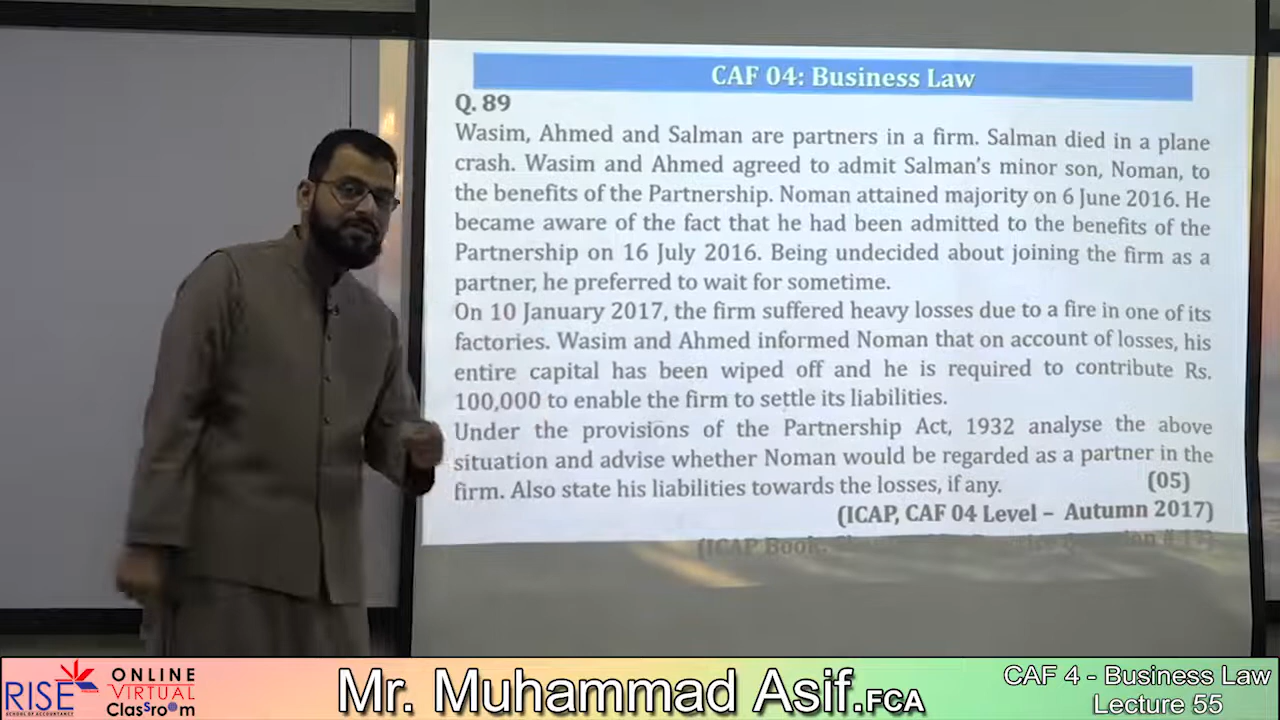 CAF 04: Business Law
Q. 89
Wasim, Ahmed and Salman are partners in a firm. Salman died in a plane
crash. Wasim and Ahmed agreed to admit Salman's minor son, Noman, to
the benefits of the Partnership. Noman attained majority on 6 June 2016. He
became aware of the fact that he had been admitted to the benefits of the
Partnership on 16 July 2016. Being undecided about joining the firm as a
partner, he preferred to wait for sometime.
On 10 January 2017, the firm suffered heavy losses due to a fire in one of its
factories. Wasim and Ahmed informed Noman that on account of losses, his
entire capital has been wiped off and he is required to contribute Rs.
100,000 to enable the firm to settle its liabilities.
Under the provisions of the Partnership Act, 1932 analyse the above
situation and advise whether Noman would be regarded as a partner in the
firm. Also state his liabilities towards the losses, if any. (05)
(ICAP, CAF 04 Level – Autumn 2017)
(ICAP Book,
RISE
SCHOOL OF ACCOUNTANCY
ONLINE
VIRTUAL
ClassRoom
Mr. Muhammad Asif.FCA
CAF 4 - Business Law
Lecture 55